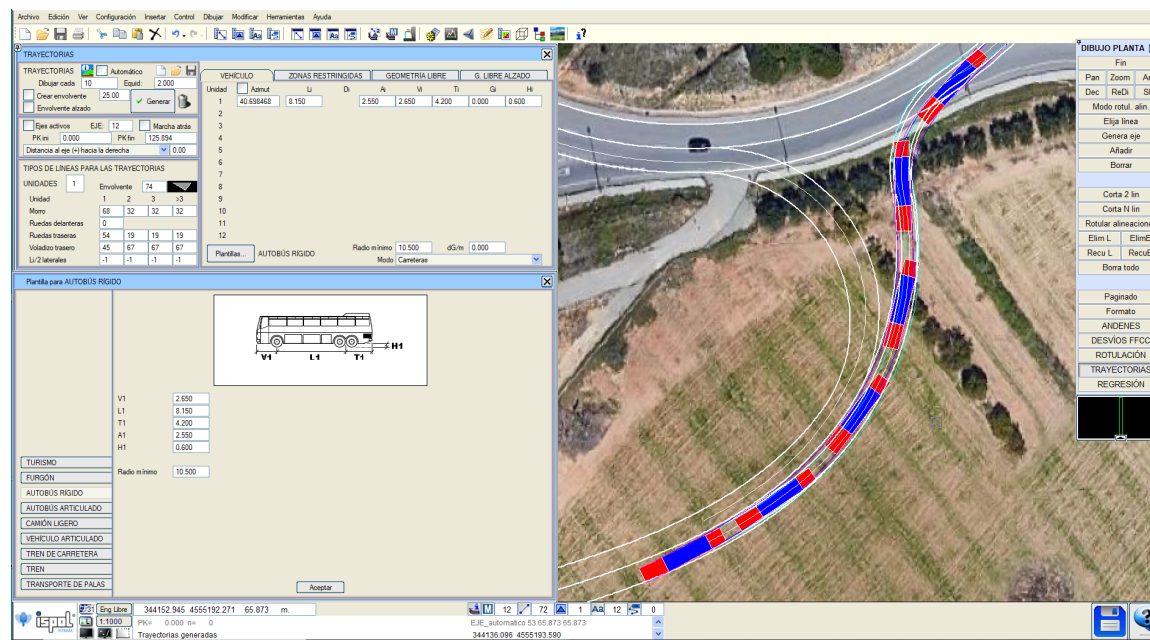 Archivo Edición Ver Configuración Insertar Control Dibujar Modificar Herramientas Ayuda
TRAYECTORIAS
TRAYECTORIAS Automático
Dibujar cada 10 Equid: 2.000
Crear envolvente 25.00 Generar
Envolvente alzado
Ejes activos EJE: 12 Marcha atrás
PK ini 0.000 PK fin 125.894
Distancia al eje (+) hacia la derecha 0.00
TIPOS DE LÍNEAS PARA LAS TRAYECTORIAS
UNIDADES 1 Envolvente 74
Unidad 1 2 3 >3
Morro 68 32 32 32
Ruedas delanteras 0
Ruedas traseras 54 19 19 19
Voladizo trasero 45 67 67 67
Li/2 laterales -1 -1 -1 -1
VEHÍCULO ZONAS RESTRINGIDAS GEOMETRÍA LIBRE G. LIBRE ALZADO
Unidad Azimut Li Di Ai Vi Ti Gi Hi
1 40.698468 8.150 2.550 2.650 4.200 0.000 0.600
2
3
4
5
6
7
8
9
10
11
12
Radio mínimo 10.500 dG/m 0.000
Plantillas... AUTOBÚS RÍGIDO Modo Carreteras
Plantilla para AUTOBÚS RÍGIDO
V1 L1 T1 H1
V1 2.650
L1 8.150
T1 4.200
A1 2.550
H1 0.600
Radio mínimo 10.500
TURISMO
FURGÓN
AUTOBÚS RÍGIDO
AUTOBÚS ARTICULADO
CAMIÓN LIGERO
VEHÍCULO ARTICULADO
TREN DE CARRETERA
TREN
TRANSPORTE DE PALAS
Aceptar
DIBUJO PLANTA
Fin
Pan Zoom
Dec ReDi
Modo rotul. alin.
Elija línea
Genera eje
Añadir
Borrar
Corta 2 lin
Corta N lin
Rotular alineacione
Elim L
Recu L
Borra todo
Paginado
Formato
ANDENES
DESVÍOS FFCC
ROTULACIÓN
TRAYECTORIAS
REGRESIÓN
ispol
Eng Libre 344152.945 4555192.271 65.873 m. 12 72 1 Aa 12 0
1:1000 PK= 0.000 n= 0 EJE_automatico 53 65.873 65.873
Trayectorias generadas 344136.096 4555193.590